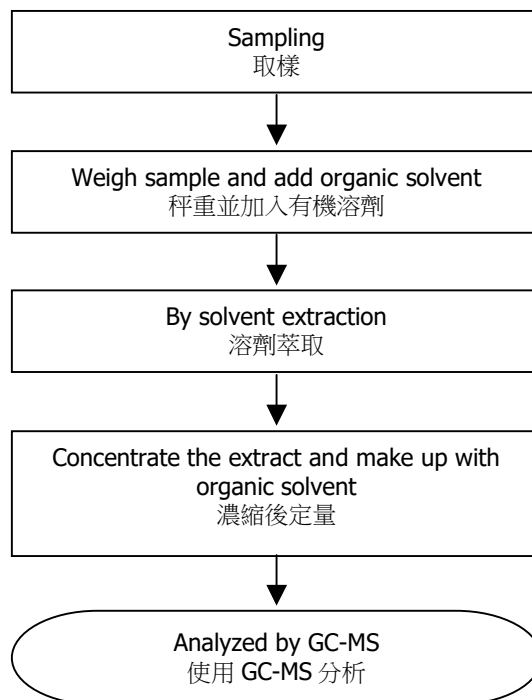 Sampling
取樣
Weigh sample and add organic solvent
秤重並加入有機溶劑
By solvent extraction
溶劑萃取
Concentrate the extract and make up with
organic solvent
濃縮後定量
Analyzed by GC-MS
使用 GC-MS 分析